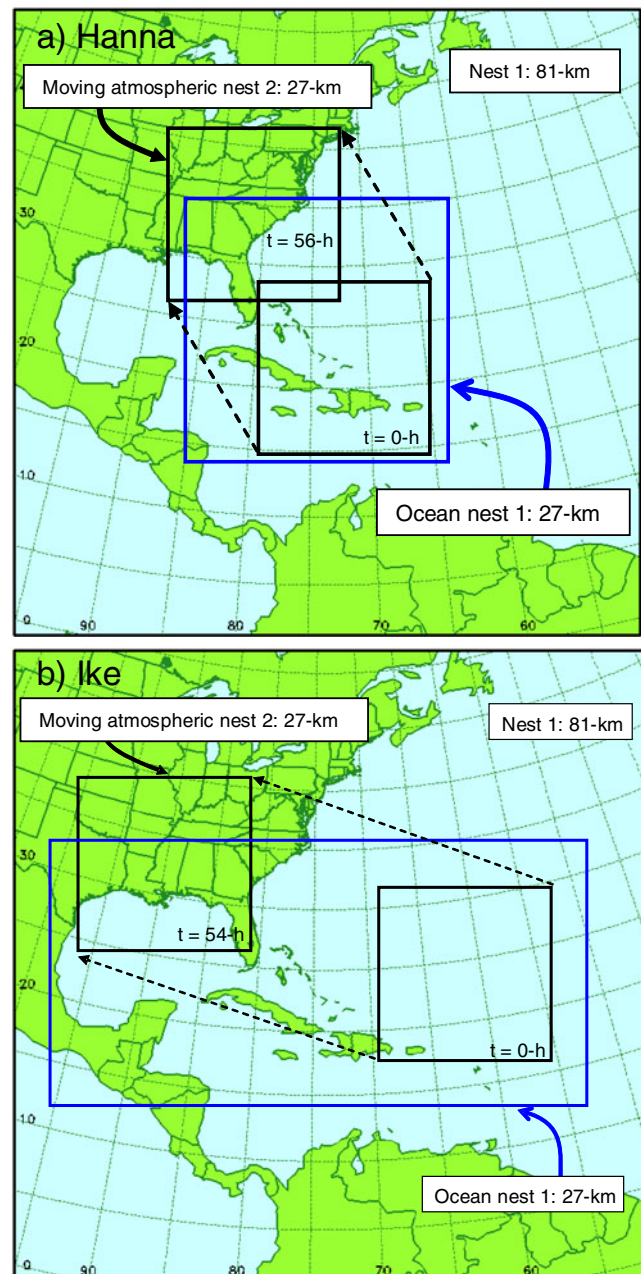 a) Hanna
Moving atmospheric nest 2: 27-km
Nest 1: 81-km
t = 56-h
t = 0-h
Ocean nest 1: 27-km
30
20
10
0
90
80
70
60
b) Ike
Moving atmospheric nest 2: 27-km
Nest 1: 81-km
t = 54-h
t = 0-h
Ocean nest 1: 27-km
30
20
10
0
90
80
70
60